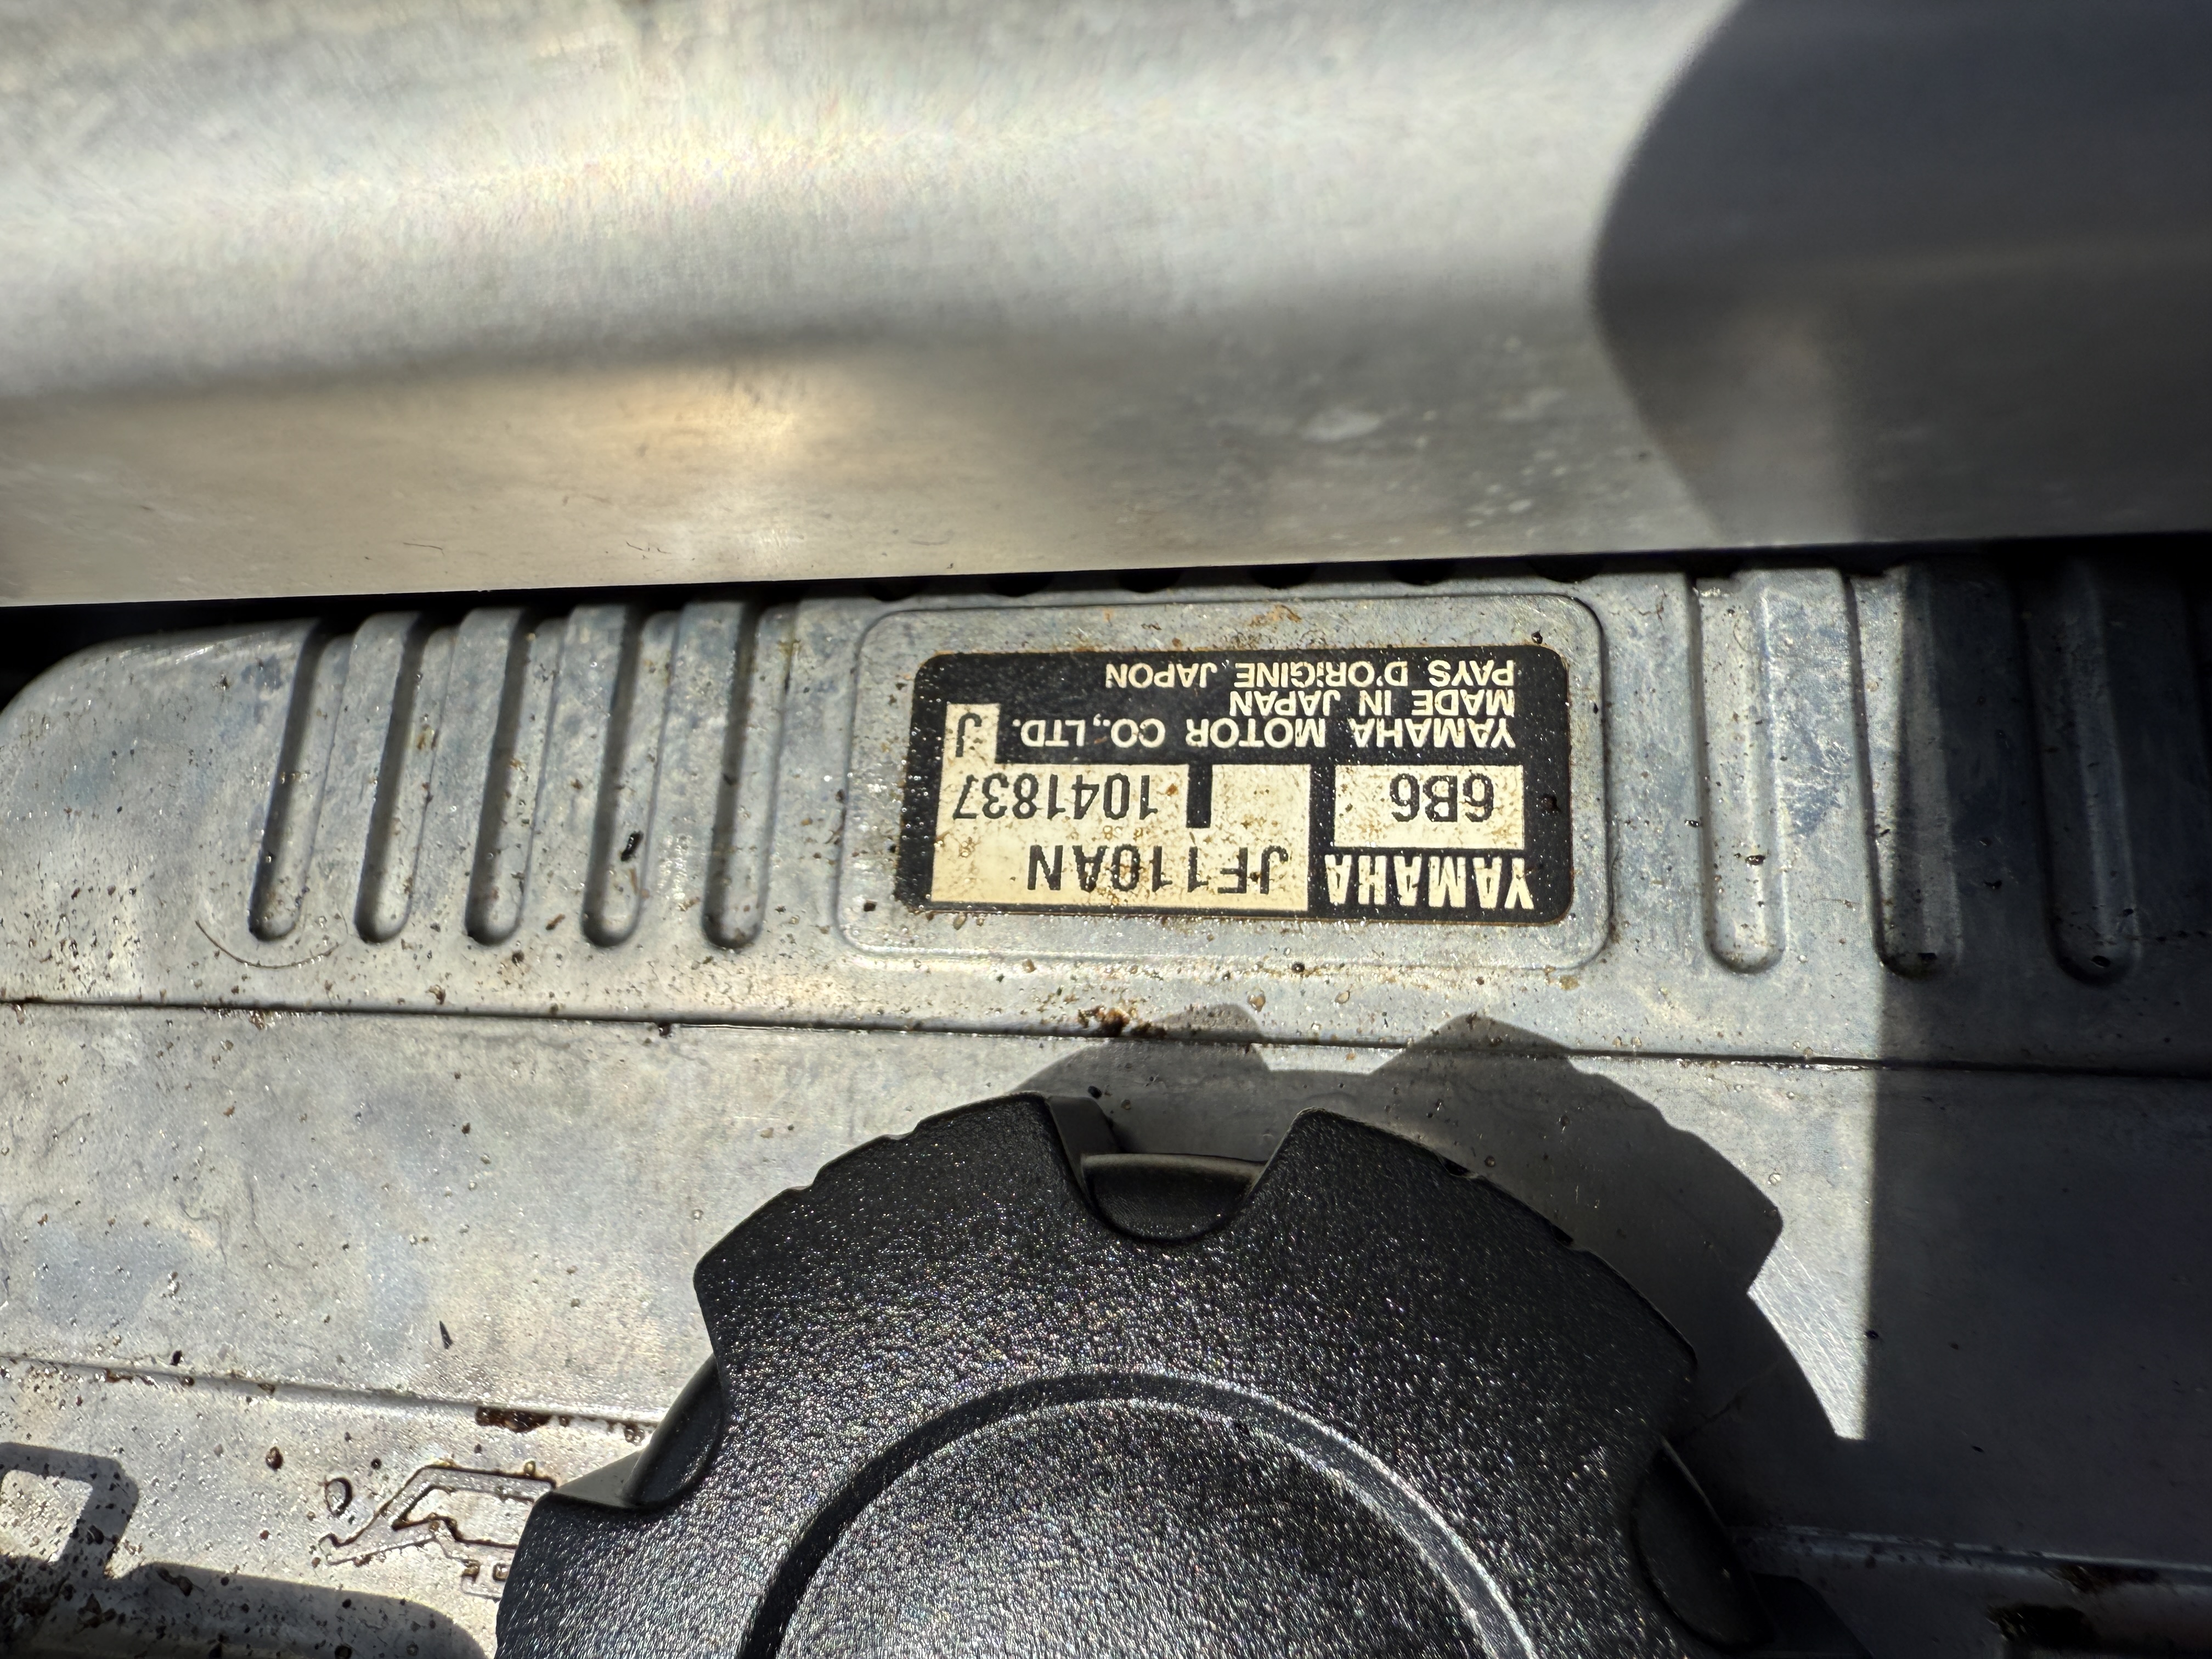 YAMAHA JF110AN
6B6 1041837
YAMAHA MOTOR CO.,LTD. J
MADE IN JAPAN
PAYS D'ORIGINE JAPON